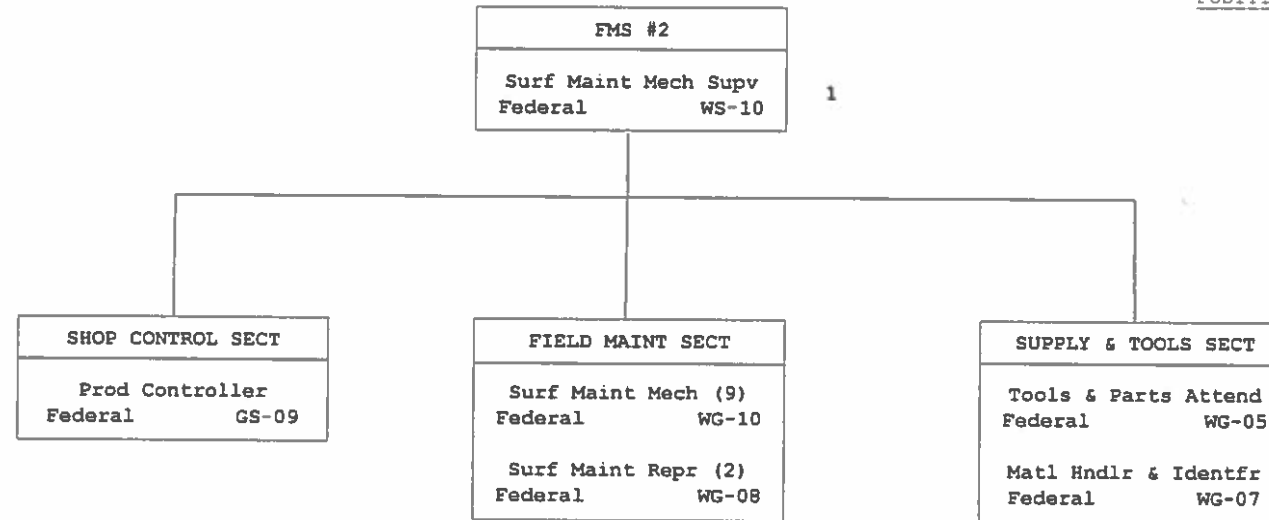 FMS #2
Surf Maint Mech Supv
Federal WS-10
1
SHOP CONTROL SECT
Prod Controller
Federal GS-09
FIELD MAINT SECT
Surf Maint Mech (9)
Federal WG-10
Surf Maint Repr (2)
Federal WG-08
SUPPLY & TOOLS SECT
Tools & Parts Attend
Federal WG-05
Matl Hndlr & Identfr
Federal WG-07